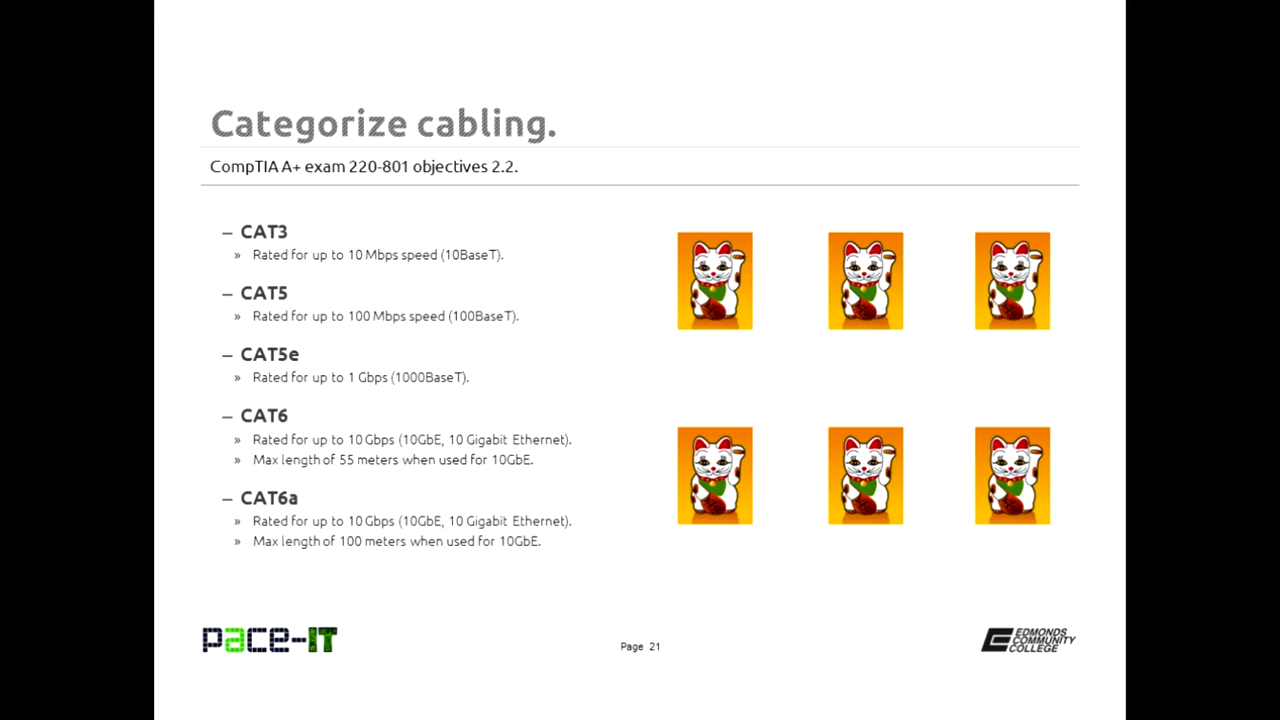 Categorize cabling.
CompTIA A+ exam 220-801 objectives 2.2.
– CAT3
» Rated for up to 10 Mbps speed (10BaseT).
– CAT5
» Rated for up to 100 Mbps speed (100BaseT).
– CAT5e
» Rated for up to 1 Gbps (1000BaseT).
– CAT6
» Rated for up to 10 Gbps (10GbE, 10 Gigabit Ethernet).
» Max length of 55 meters when used for 10GbE.
– CAT6a
» Rated for up to 10 Gbps (10GbE, 10 Gigabit Ethernet).
» Max length of 100 meters when used for 10GbE.
pace-IT
Page 21
EDMONDS
COMMUNITY
COLLEGE